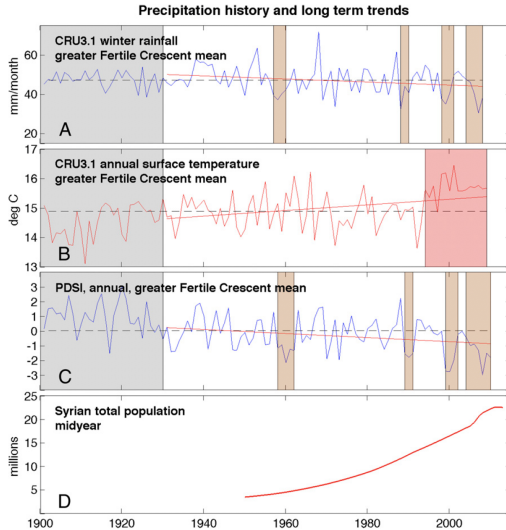 Precipitation history and long term trends
CRU3.1 winter rainfall
greater Fertile Crescent mean
mm/month
60
40
20
A
CRU3.1 annual surface temperature
greater Fertile Crescent mean
deg C
17
16
15
14
13
B
PDSI, annual, greater Fertile Crescent mean
3
2
1
0
-1
-2
-3
C
Syrian total population
midyear
millions
25
20
15
10
5
D
1900
1920
1940
1960
1980
2000